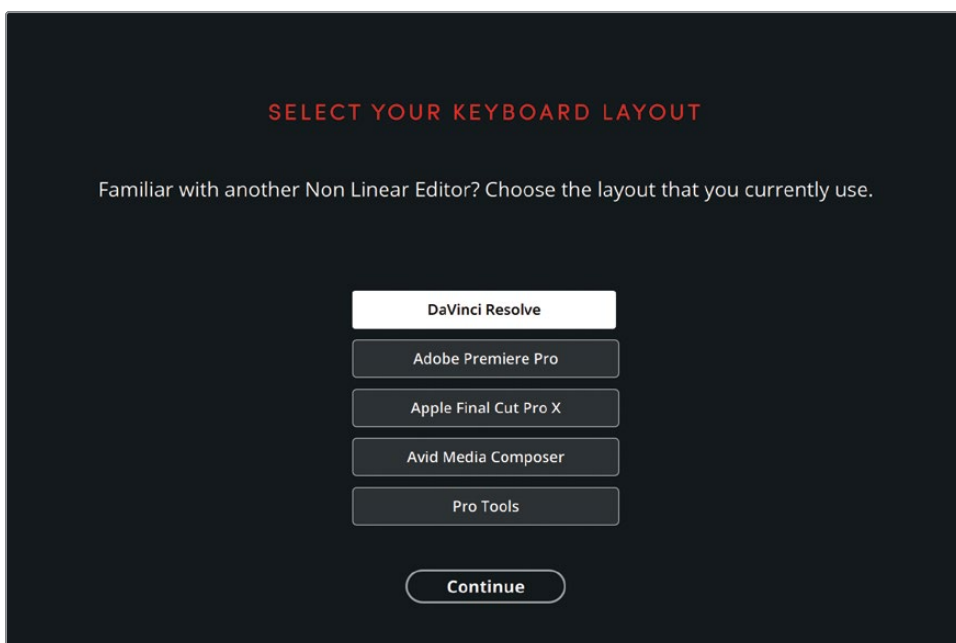 SELECT YOUR KEYBOARD LAYOUT
Familiar with another Non Linear Editor? Choose the layout that you currently use.
DaVinci Resolve
Adobe Premiere Pro
Apple Final Cut Pro X
Avid Media Composer
Pro Tools
Continue